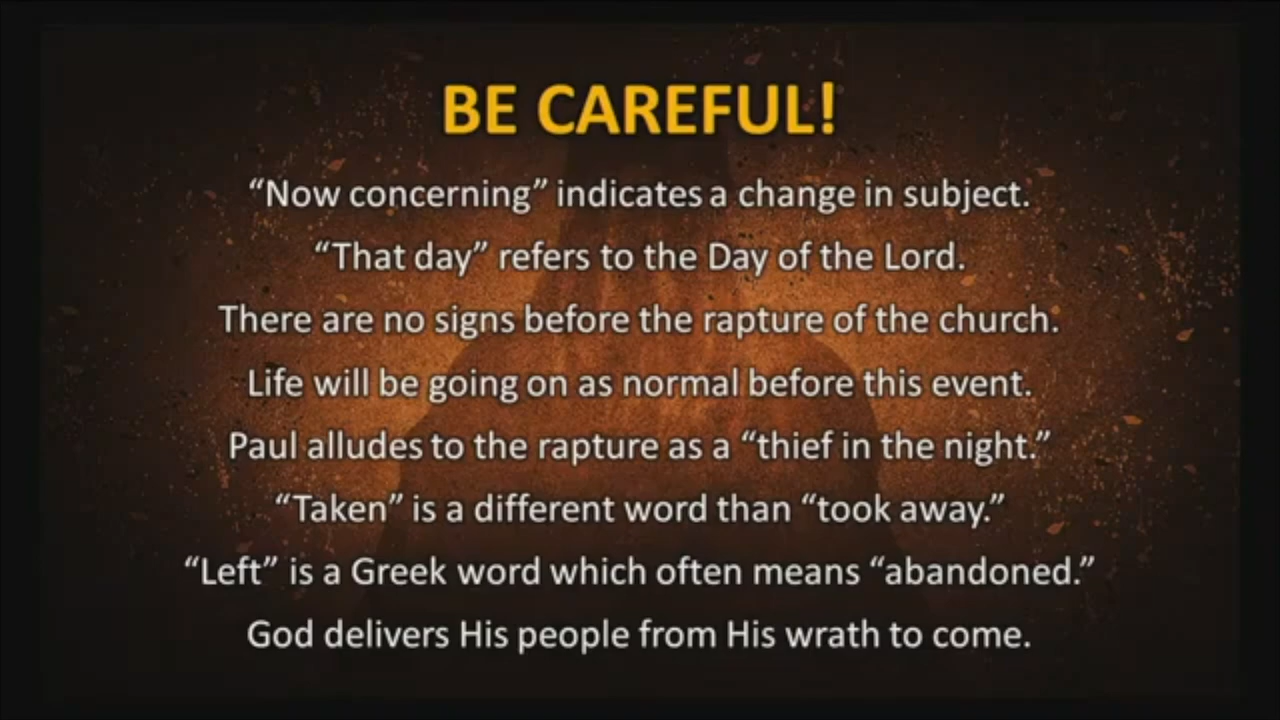 BE CAREFUL!
“Now concerning” indicates a change in subject.
“That day” refers to the Day of the Lord.
There are no signs before the rapture of the church.
Life will be going on as normal before this event.
Paul alludes to the rapture as a “thief in the night.”
“Taken” is a different word than “took away.”
“Left” is a Greek word which often means “abandoned.”
God delivers His people from His wrath to come.